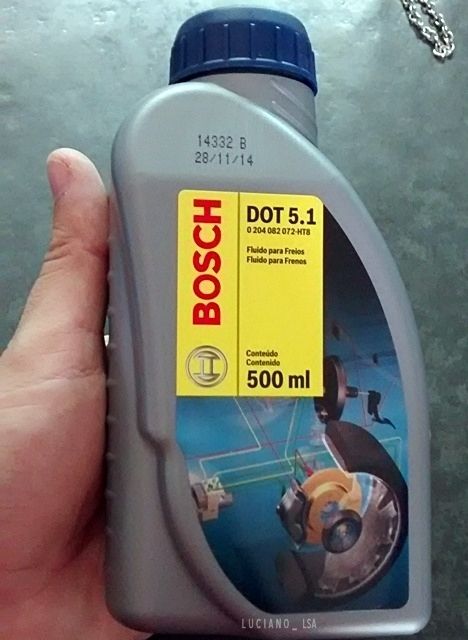 14332 B
28/11/14
BOSCH
DOT 5.1
0 204 082 072-HT8
Fluido para Freios
Fluido para Frenos
Conteúdo
Contenido
500 ml
LUCIANO_LSA